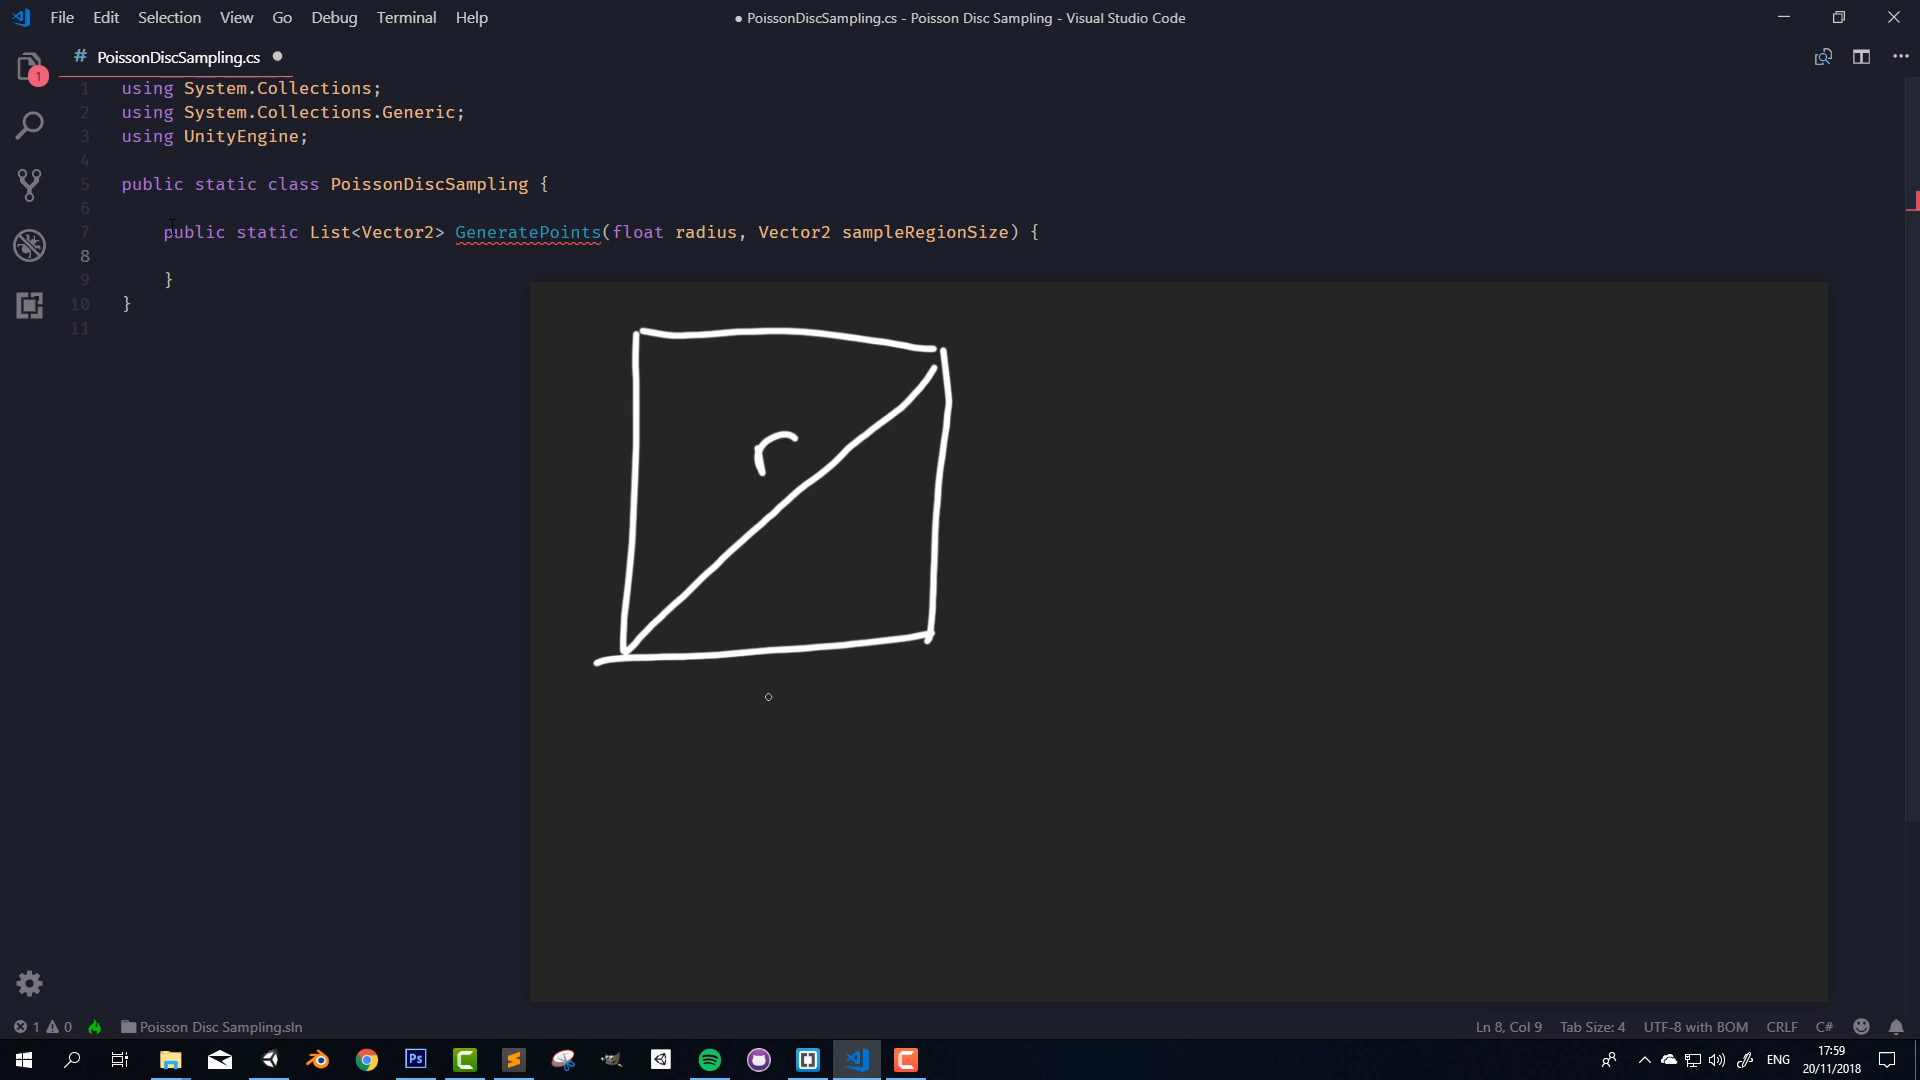 File Edit Selection View Go Debug Terminal Help
● PoissonDiscSampling.cs - Poisson Disc Sampling - Visual Studio Code
1
# PoissonDiscSampling.cs ●
1 using System.Collections;
2 using System.Collections.Generic;
3 using UnityEngine;
4
5 public static class PoissonDiscSampling {
6
7 public static List<Vector2> GeneratePoints(float radius, Vector2 sampleRegionSize) {
8
9 }
10 }
11
r
1 0 Poisson Disc Sampling.sln
Ln 8, Col 9 Tab Size: 4 UTF-8 with BOM CRLF C#
Ps
ENG
17:59
20/11/2018